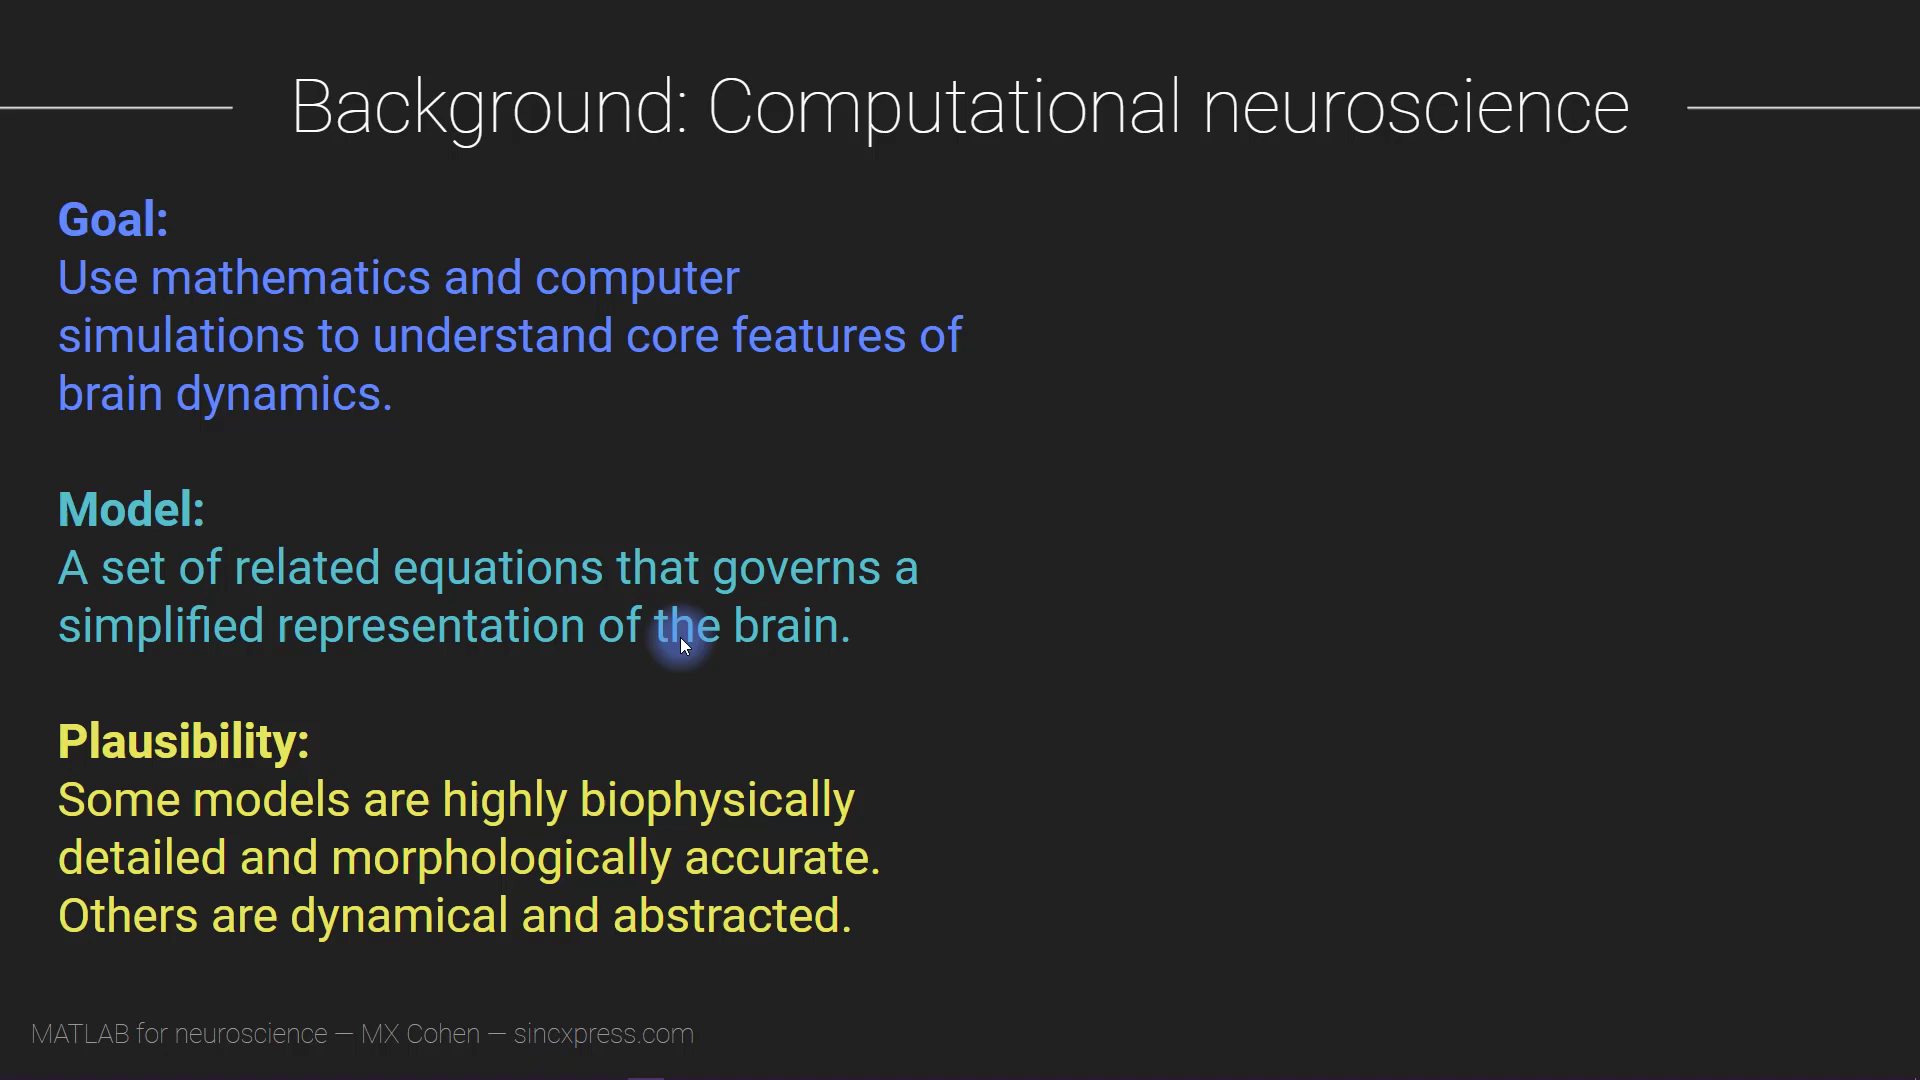 Background: Computational neuroscience
Goal:
Use mathematics and computer
simulations to understand core features of
brain dynamics.
Model:
A set of related equations that governs a
simplified representation of the brain.
Plausibility:
Some models are highly biophysically
detailed and morphologically accurate.
Others are dynamical and abstracted.
MATLAB for neuroscience — MX Cohen — sincxpress.com